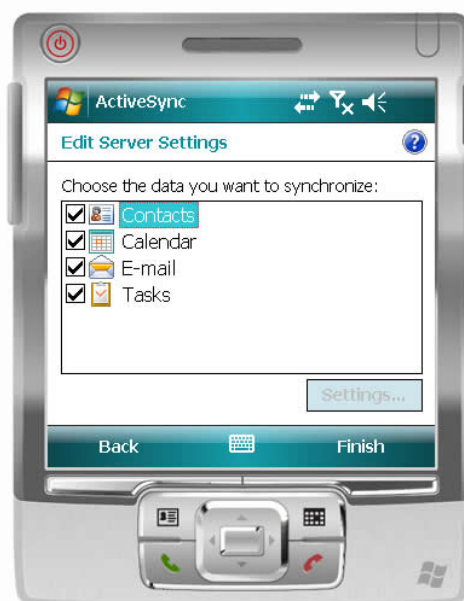 ActiveSync
Edit Server Settings
Choose the data you want to synchronize:
Contacts
Calendar
E-mail
Tasks
Settings...
Back Finish